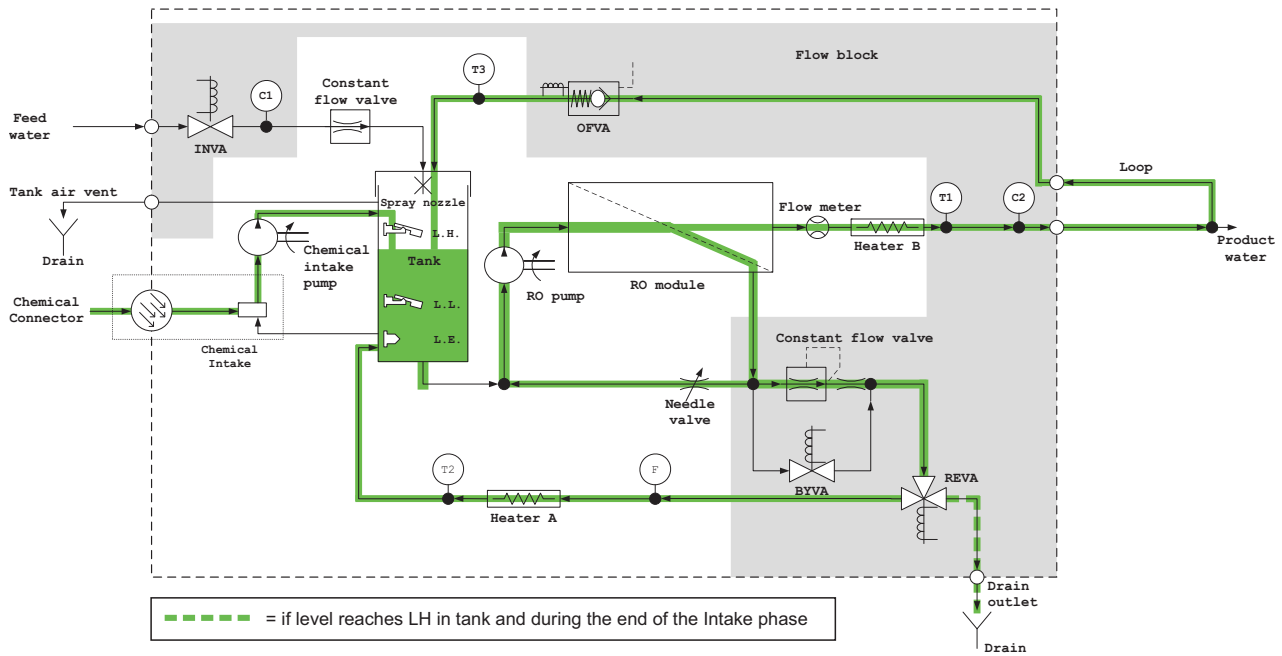 Flow block
T3
Constant
flow valve
C1
OFVA
Feed
water
INVA
Loop
Tank air vent
Spray nozzle
Flow meter
T1
C2
L.H.
Heater B
Product
water
Drain
Chemical
intake
pump
Tank
RO pump
RO module
Chemical
Connector
L.L.
L.E.
Constant flow valve
Chemical
Intake
Needle
valve
T2
F
BYVA
REVA
Heater A
Drain
outlet
= if level reaches LH in tank and during the end of the Intake phase
Drain